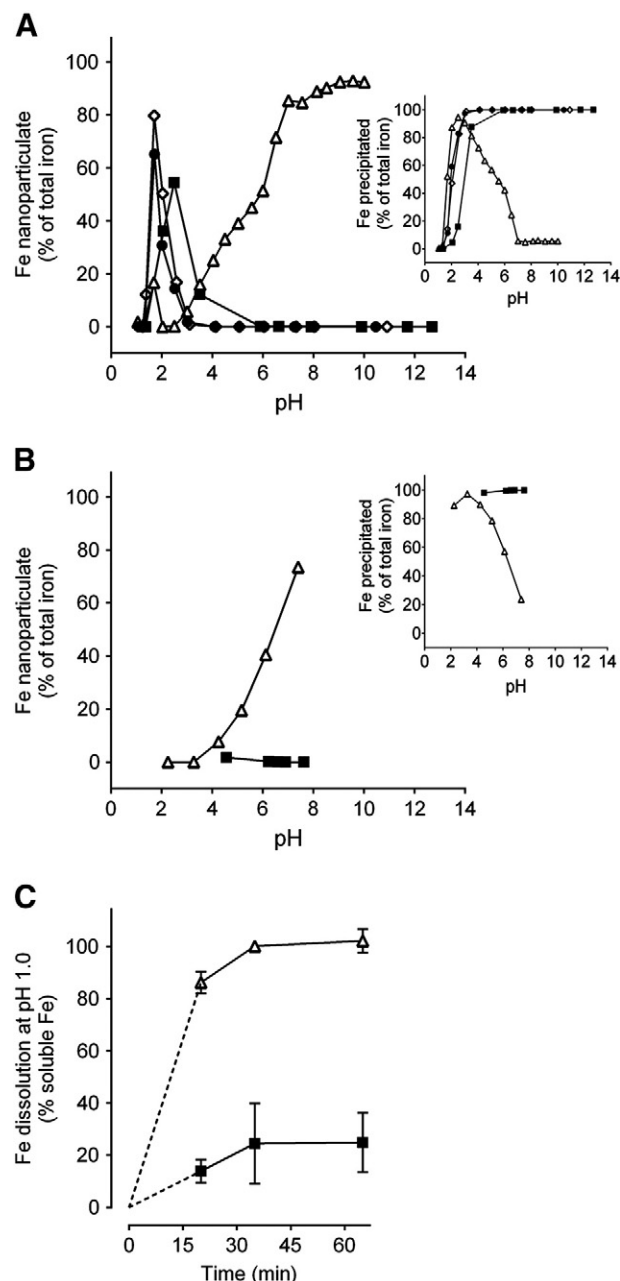 A
Fe nanoparticulate
(% of total iron)
100
80
60
40
20
0
0 2 4 6 8 10 12 14
pH
Fe precipitated
(% of total iron)
100
80
60
40
20
0
0 2 4 6 8 10 12 14
pH
B
Fe nanoparticulate
(% of total iron)
100
80
60
40
20
0
0 2 4 6 8 10 12 14
pH
Fe precipitated
(% of total iron)
100
80
60
40
20
0
0 2 4 6 8 10 12 14
pH
C
Fe dissolution at pH 1.0
(% soluble Fe)
100
80
60
40
20
0
0 15 30 45 60
Time (min)